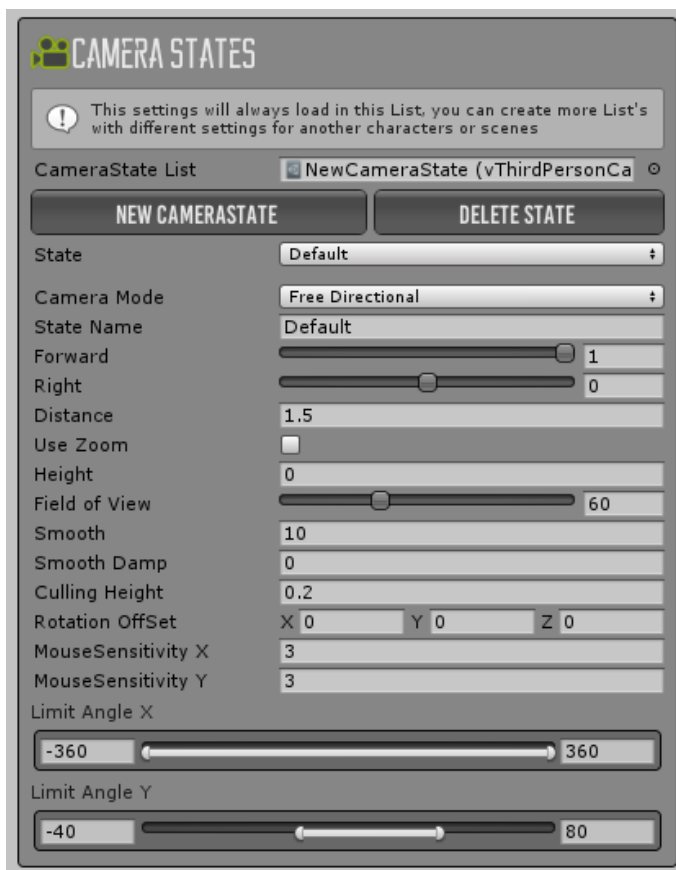 CAMERA STATES
This settings will always load in this List, you can create more List's
with different settings for another characters or scenes
CameraState List NewCameraState (vThirdPersonCa
NEW CAMERASTATE DELETE STATE
State Default
Camera Mode Free Directional
State Name Default
Forward 1
Right 0
Distance 1.5
Use Zoom
Height 0
Field of View 60
Smooth 10
Smooth Damp 0
Culling Height 0.2
Rotation OffSet X 0 Y 0 Z 0
MouseSensitivity X 3
MouseSensitivity Y 3
Limit Angle X
-360 360
Limit Angle Y
-40 80